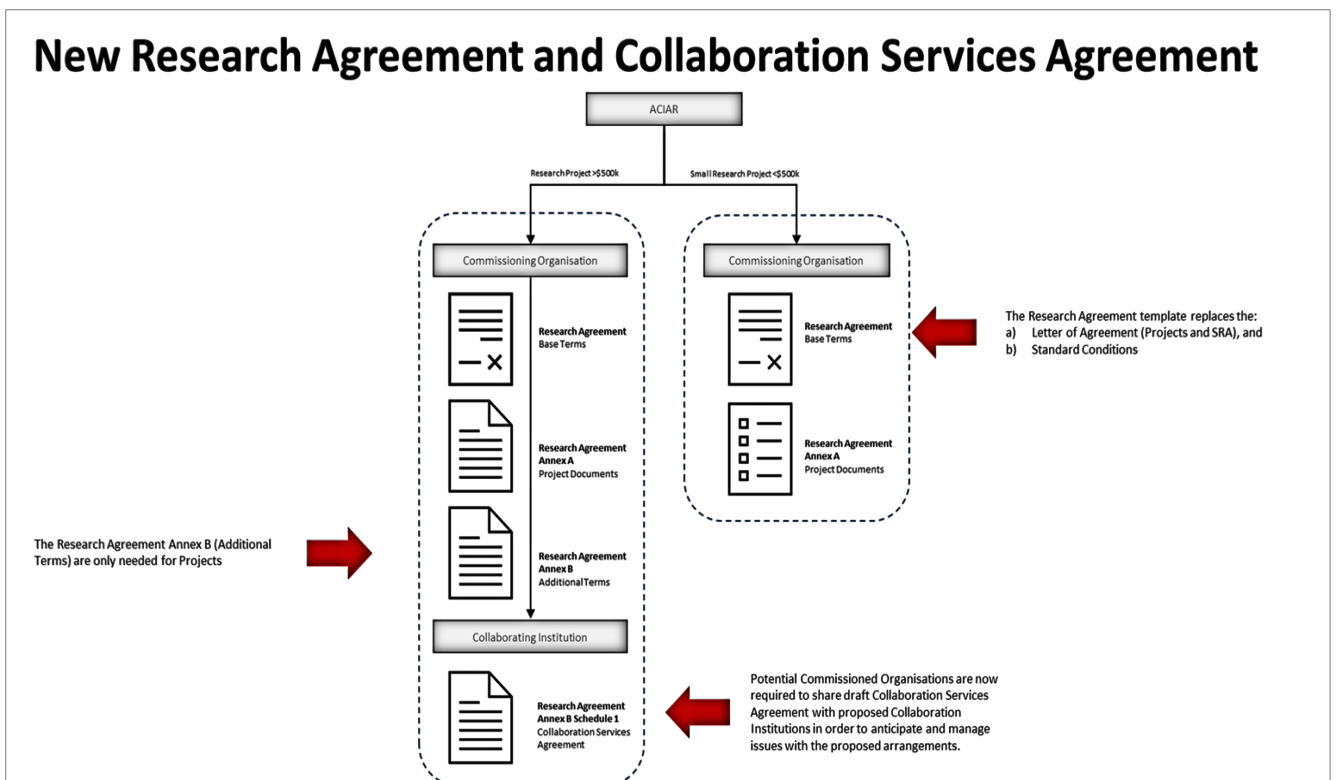 New Research Agreement and Collaboration Services Agreement
ACIAR
Research Project >$500k
Small Research Project <$500k
Commissioning Organisation
Research Agreement
Base Terms
Research Agreement
Annex A
Project Documents
Research Agreement
Annex B
Additional Terms
Collaborating Institution
Research Agreement
Annex B Schedule 1
Collaboration Services
Agreement
Commissioning Organisation
Research Agreement
Base Terms
Research Agreement
Annex A
Project Documents
The Research Agreement template replaces the:
a) Letter of Agreement (Projects and SRA), and
b) Standard Conditions
The Research Agreement Annex B (Additional
Terms) are only needed for Projects
Potential Commissioned Organisations are now
required to share draft Collaboration Services
Agreement with proposed Collaboration
Institutions in order to anticipate and manage
issues with the proposed arrangements.